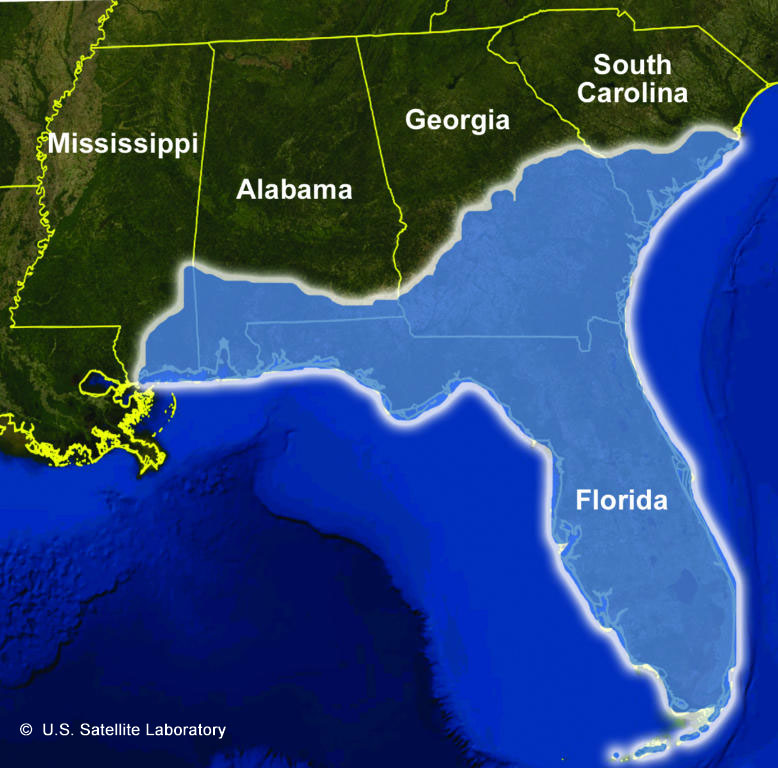 South
Carolina
Georgia
Mississippi
Alabama
Florida
© U.S. Satellite Laboratory